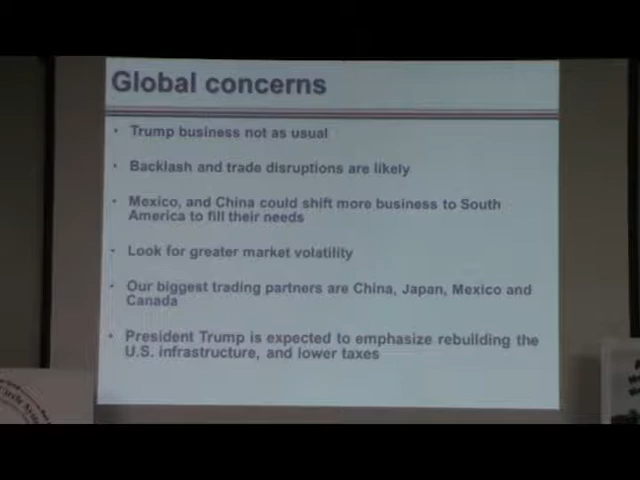 Global concerns
• Trump business not as usual
• Backlash and trade disruptions are likely
• Mexico, and China could shift more business to South
America to fill their needs
• Look for greater market volatility
• Our biggest trading partners are China, Japan, Mexico and
Canada
• President Trump is expected to emphasize rebuilding the
U.S. infrastructure, and lower taxes